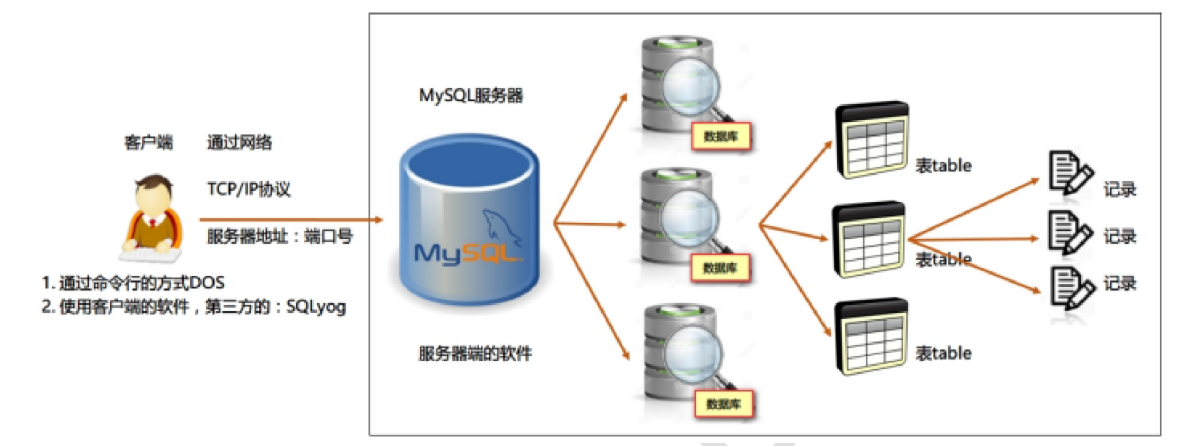 客户端
通过网络
TCP/IP协议
服务器地址：端口号
1. 通过命令行的方式DOS
2. 使用客户端的软件，第三方的：SQLyog
MySQL服务器
MySQL
服务器端的软件
数据库
数据库
数据库
表table
表table
表table
记录
记录
记录